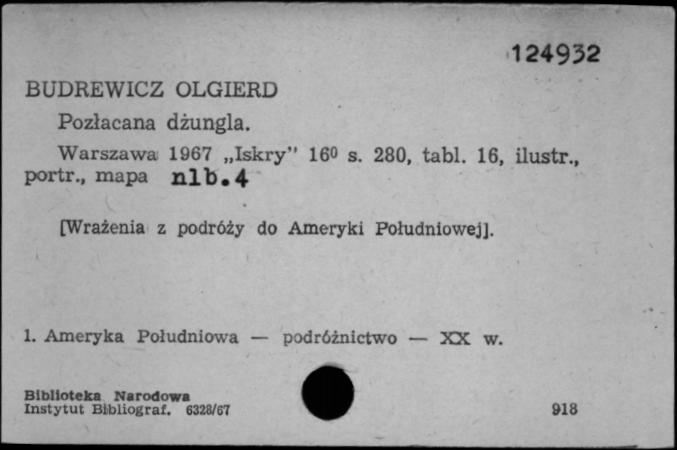 124932
BUDREWICZ OLGIERD
Pozłacana dżungla.
Warszawa 1967 „Iskry” 16⁰ s. 280, tabl. 16, ilustr.,
portr., mapa nlb.4
[Wrażenia z podróży do Ameryki Południowej].
1. Ameryka Południowa — podróżnictwo — XX w.
Biblioteka Narodowa
Instytut Bibliograf. 6328/67 918